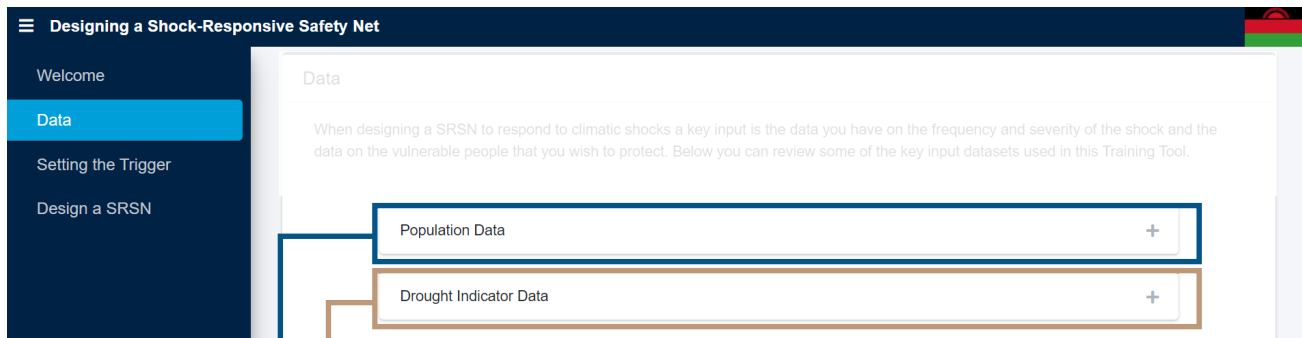 Designing a Shock-Responsive Safety Net
Welcome
Data
Setting the Trigger
Design a SRSN
Data
When designing a SRSN to respond to climatic shocks a key input is the data you have on the frequency and severity of the shock and the
data on the vulnerable people that you wish to protect. Below you can review some of the key input datasets used in this Training Tool.
Population Data
Drought Indicator Data